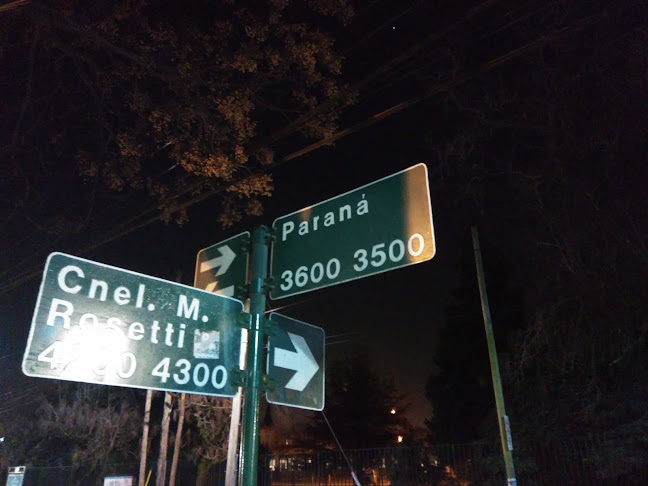 Paraná
3600 3500
Cnel. M.
Rosetti
4300